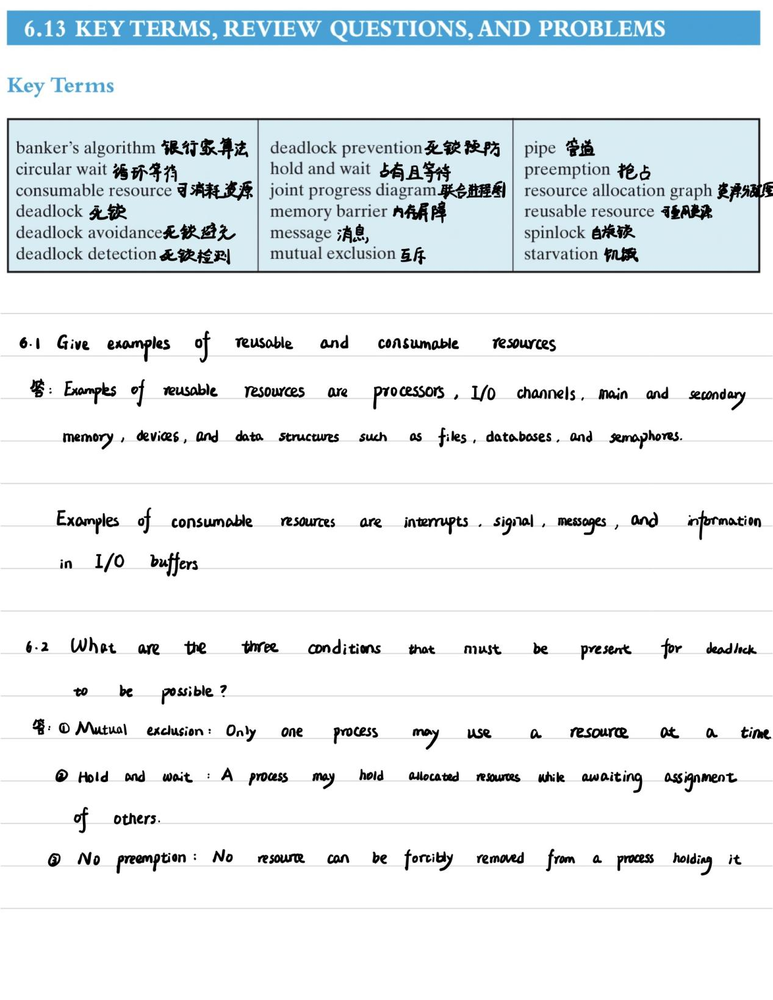 6.13 KEY TERMS, REVIEW QUESTIONS, AND PROBLEMS
Key Terms
banker's algorithm 银行家算法
circular wait 循环等待
consumable resource 可消耗资源
deadlock 死锁
deadlock avoidance 死锁避免
deadlock detection 死锁检测
deadlock prevention 死锁预防
hold and wait 占有且等待
joint progress diagram 联合进程图
memory barrier 内存屏障
message 消息
mutual exclusion 互斥
pipe 管道
preemption 抢占
resource allocation graph 资源分配图
reusable resource 可重用资源
spinlock 自旋锁
starvation 饥饿
6.1 Give examples of reusable and consumable resources
答: Examples of reusable resources are processors, I/O channels, main and secondary
memory, devices, and data structures such as files, databases, and semaphores.
Examples of consumable resources are interrupts, signal, messages, and information
in I/O buffers
6.2 What are the three conditions that must be present for deadlock
to be possible?
答: ① Mutual exclusion: Only one process may use a resource at a time.
② Hold and wait: A process may hold allocated resources while awaiting assignment
of others.
③ No preemption: No resource can be forcibly removed from a process holding it